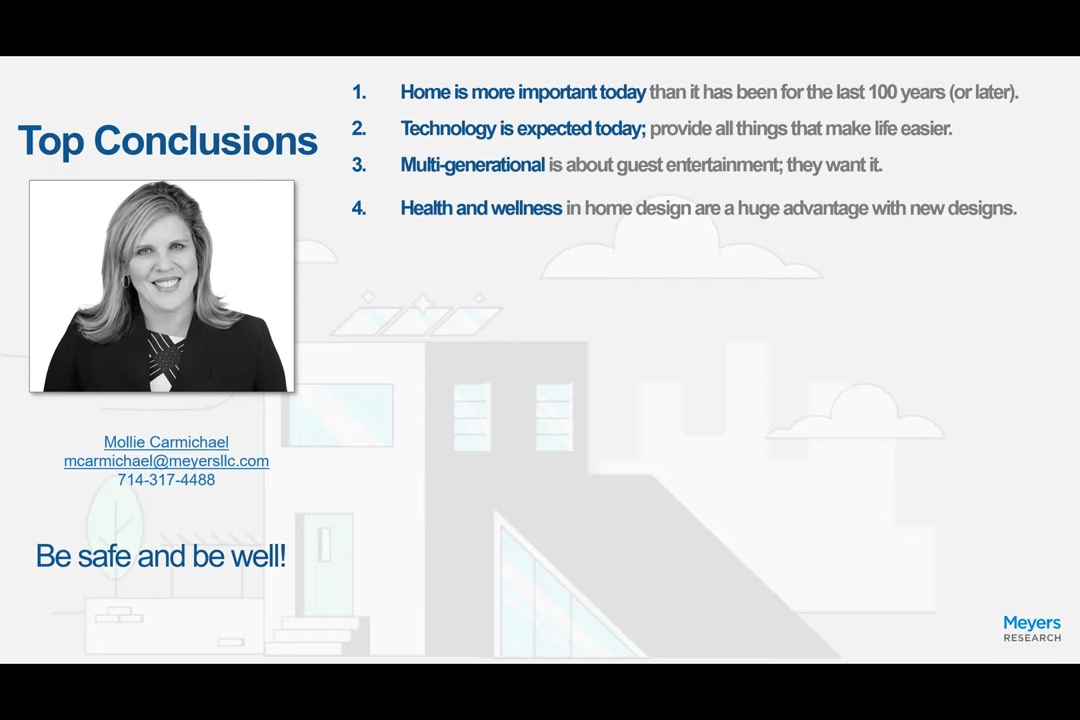 Top Conclusions
1. Home is more important today than it has been for the last 100 years (or later).
2. Technology is expected today; provide all things that make life easier.
3. Multi-generational is about guest entertainment; they want it.
4. Health and wellness in home design are a huge advantage with new designs.
Mollie Carmichael
mcarmichael@meyersllc.com
714-317-4488
Be safe and be well!
Meyers
RESEARCH